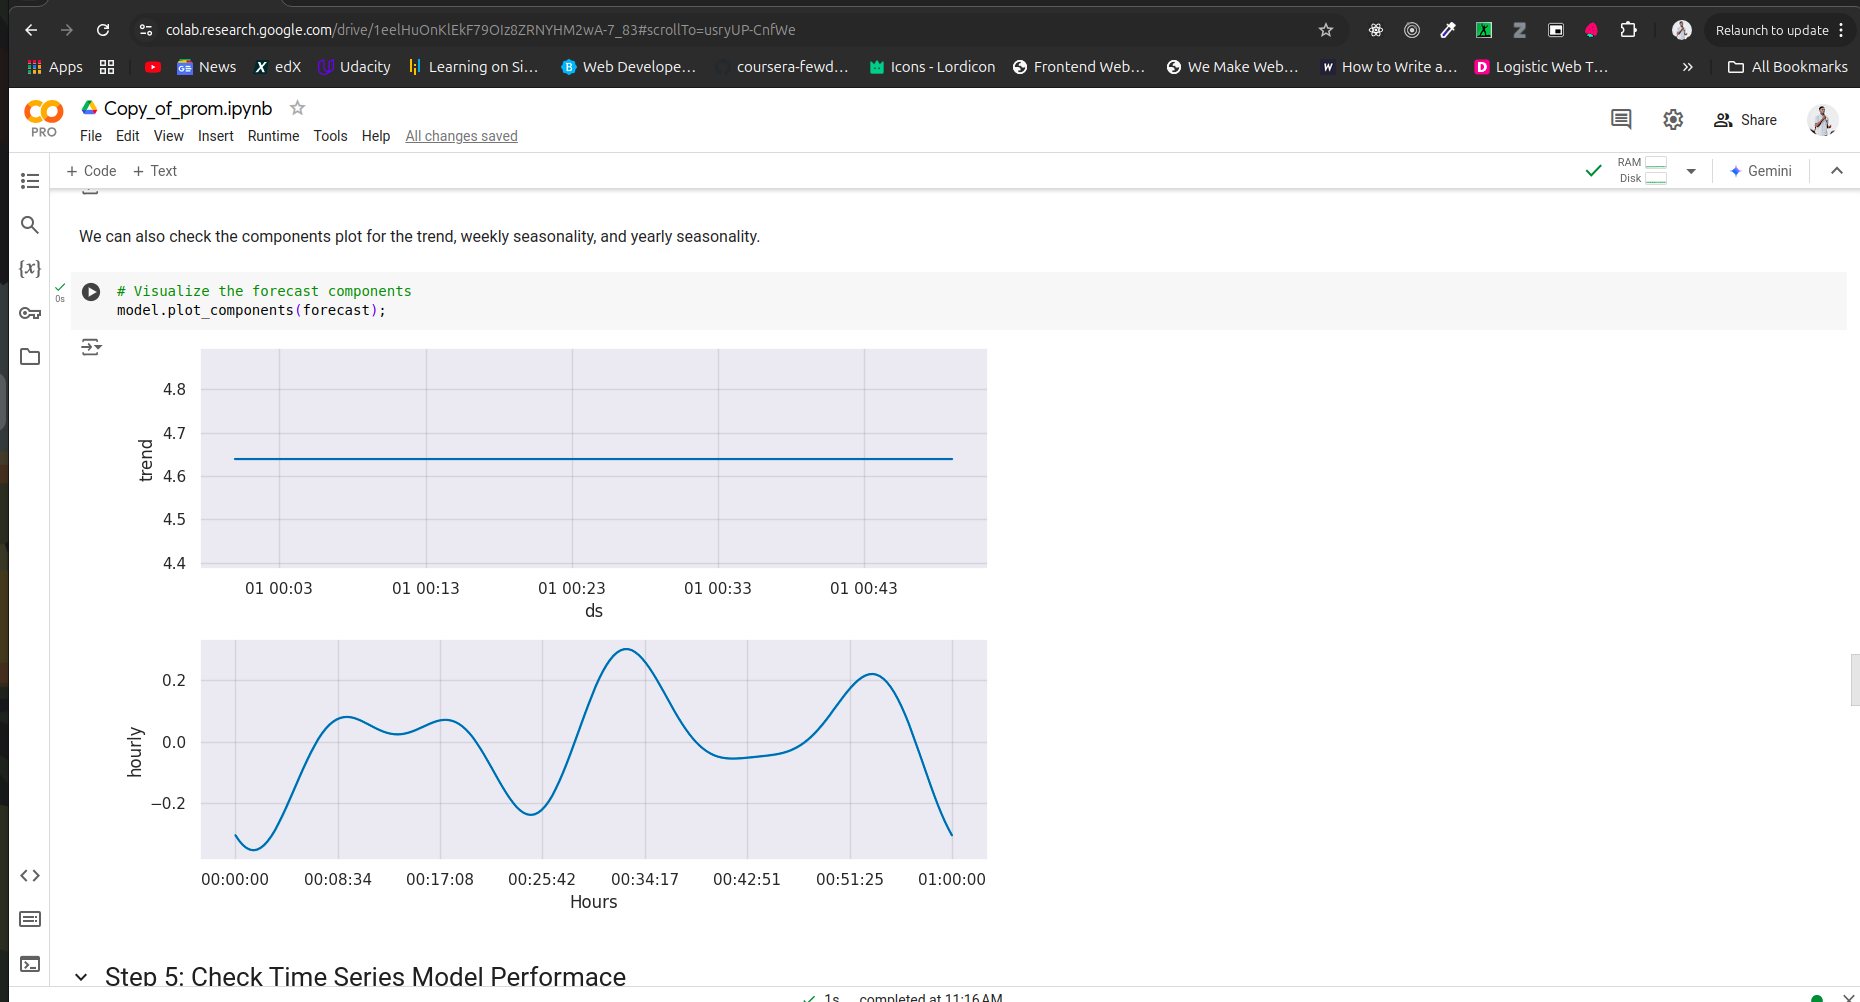 colab.research.google.com/drive/1eelHuOnKlEkF79OIz8ZRNYHM2wA-7_83#scrollTo=usryUP-CnfWe
Relaunch to update
Apps
News
edX
Udacity
Learning on Si...
Web Develope...
coursera-fewd...
Icons - Lordicon
Frontend Web...
We Make Web...
How to Write a...
Logistic Web T...
»
All Bookmarks
CO
PRO
Copy_of_prom.ipynb
File Edit View Insert Runtime Tools Help All changes saved
Share
+ Code + Text
RAM
Disk
Gemini
We can also check the components plot for the trend, weekly seasonality, and yearly seasonality.
0s
# Visualize the forecast components
model.plot_components(forecast);
trend
4.8
4.7
4.6
4.5
4.4
01 00:03 01 00:13 01 00:23 01 00:33 01 00:43
ds
hourly
0.2
0.0
−0.2
00:00:00 00:08:34 00:17:08 00:25:42 00:34:17 00:42:51 00:51:25 01:00:00
Hours
Step 5: Check Time Series Model Performace
1s completed at 11:16 AM